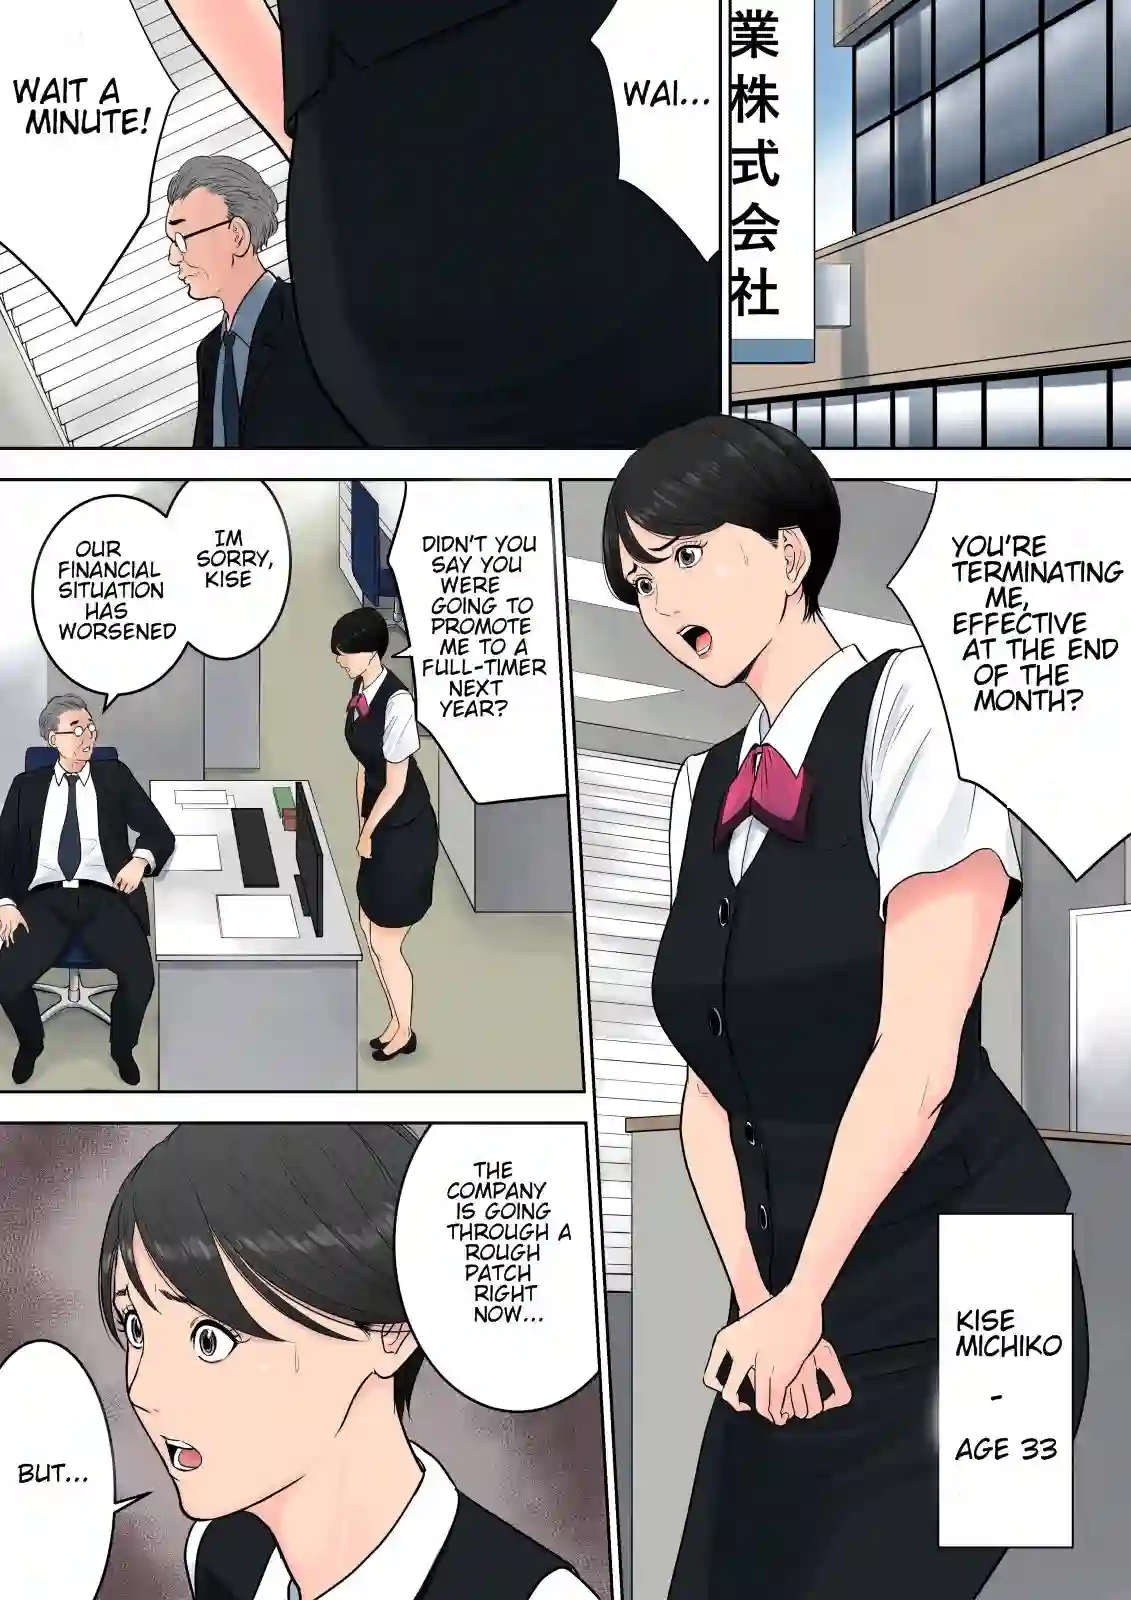 業株式会社
WAI...
WAIT A
MINUTE!
YOU'RE
TERMINATING
ME,
EFFECTIVE
AT THE END
OF THE
MONTH?
KISE
MICHIKO
-
AGE 33
DIDN'T YOU
SAY YOU
WERE
GOING TO
PROMOTE
ME TO A
FULL-TIMER
NEXT
YEAR?
IM
SORRY,
KISE
OUR
FINANCIAL
SITUATION
HAS
WORSENED
THE
COMPANY
IS GOING
THROUGH A
ROUGH
PATCH
RIGHT
NOW...
BUT...